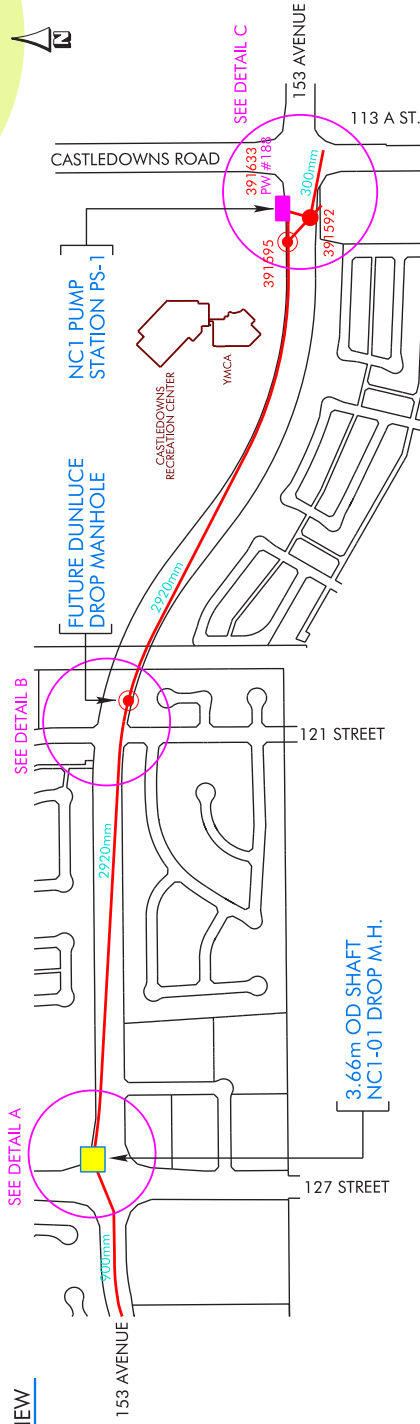 N
SEE DETAIL C
153 AVENUE
113 A ST.
CASTLEDOWNS ROAD
391633
PW #188
300mm
391592
391595
NC1 PUMP
STATION PS-1
CASTLEDOWNS
RECREATION CENTER
YMCA
FUTURE DUNLUCE
DROP MANHOLE
2920mm
SEE DETAIL B
121 STREET
2920mm
3.66m OD SHAFT
NC1-01 DROP M.H.
SEE DETAIL A
127 STREET
900mm
153 AVENUE
IEW